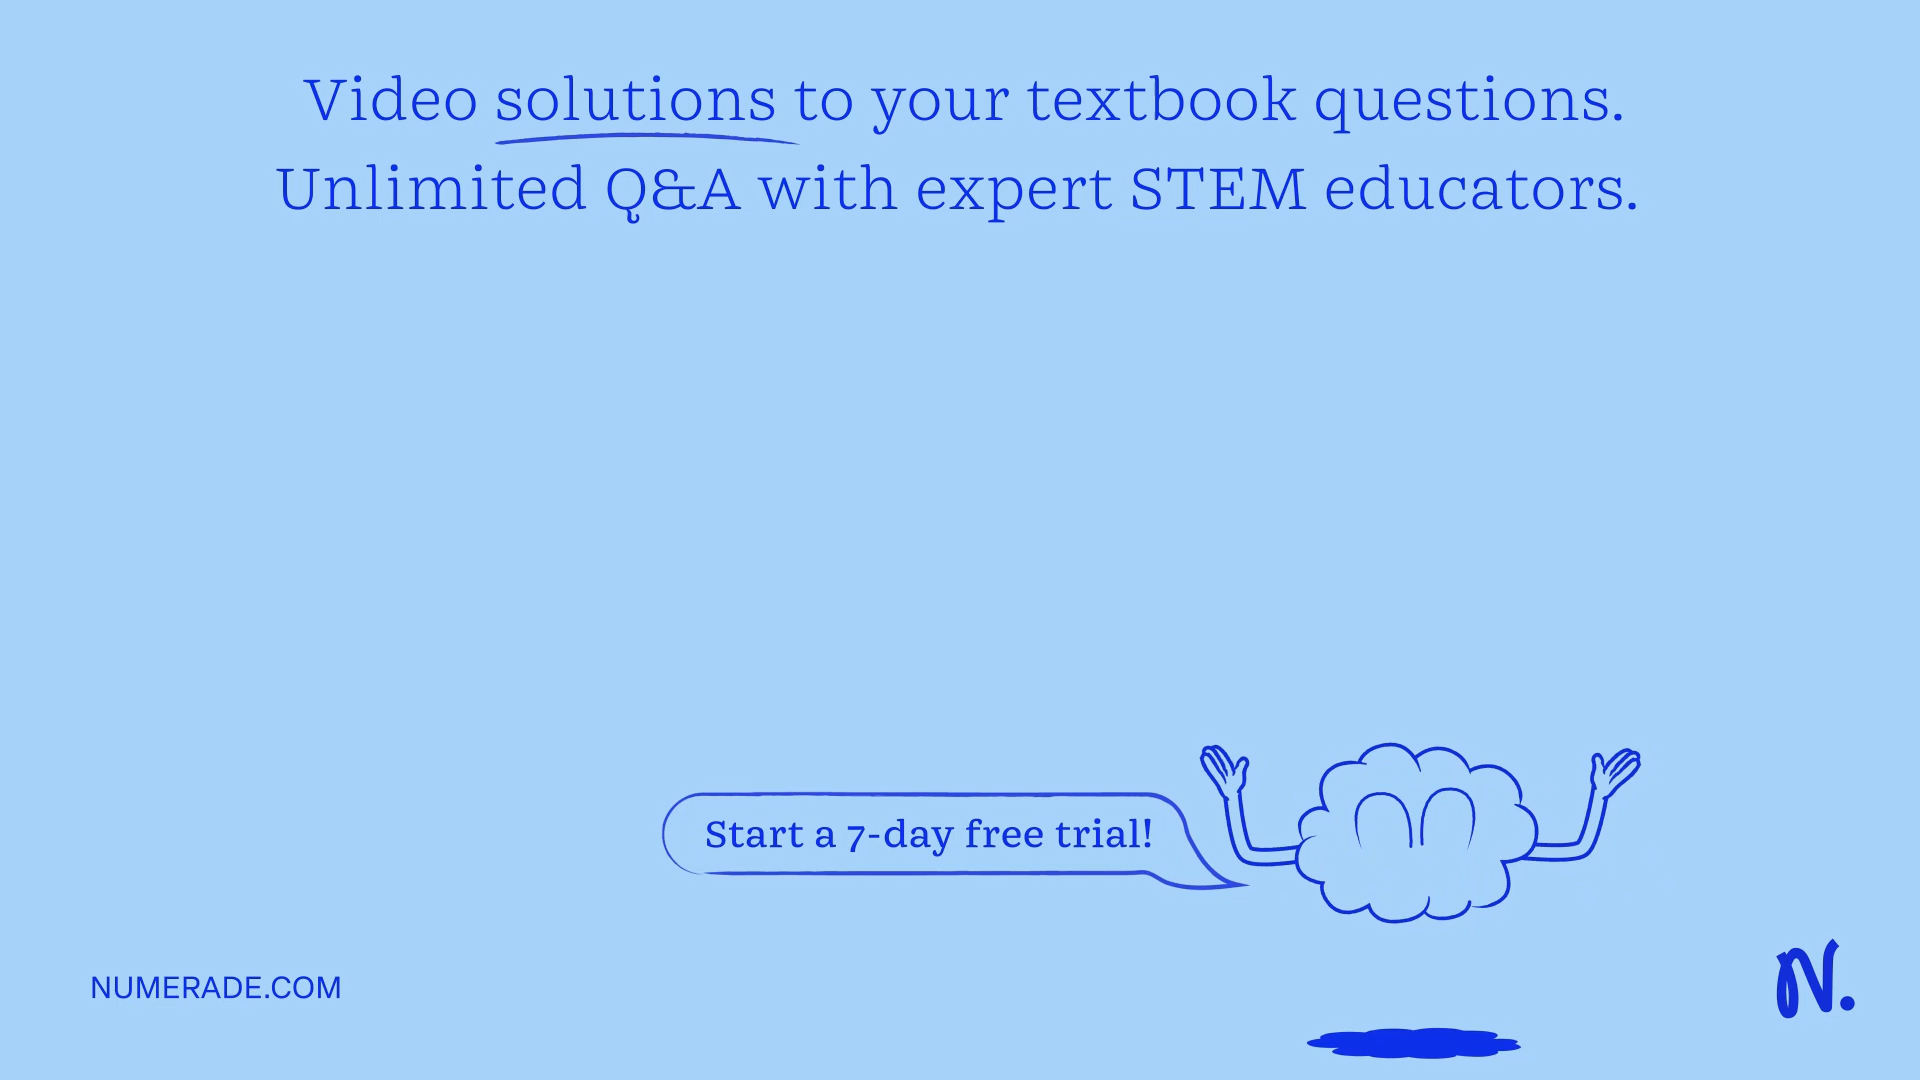 Video solutions to your textbook questions.
Unlimited Q&A with expert STEM educators.
Start a 7-day free trial!
NUMERADE.COM
N.